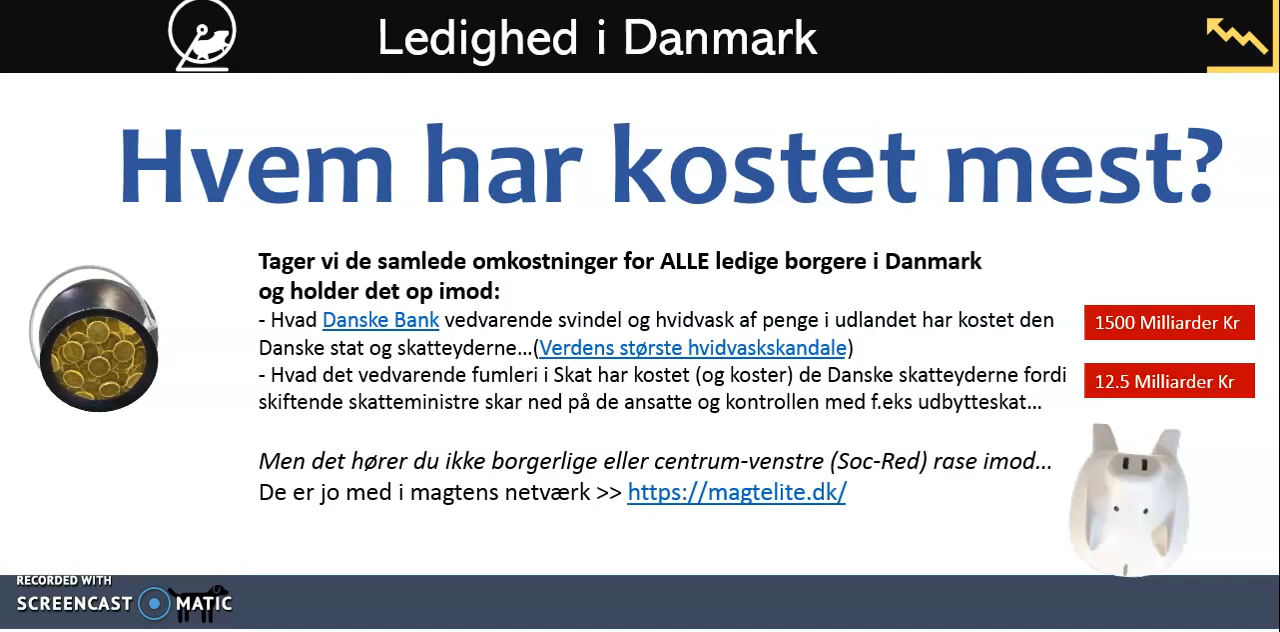 Ledighed i Danmark
Hvem har kostet mest?
Tager vi de samlede omkostninger for ALLE ledige borgere i Danmark
og holder det op imod:
- Hvad Danske Bank vedvarende svindel og hvidvask af penge i udlandet har kostet den
1500 Milliarder Kr
Danske stat og skatteyderne...(Verdens største hvidvaskskandale)
- Hvad det vedvarende fumleri i Skat har kostet (og koster) de Danske skatteyderne fordi
12.5 Milliarder Kr
skiftende skatteministre skar ned på de ansatte og kontrollen med f.eks udbytteskat...
Men det hører du ikke borgerlige eller centrum-venstre (Soc-Red) rase imod...
De er jo med i magtens netværk >> https://magtelite.dk/
RECORDED WITH
SCREENCAST MATIC